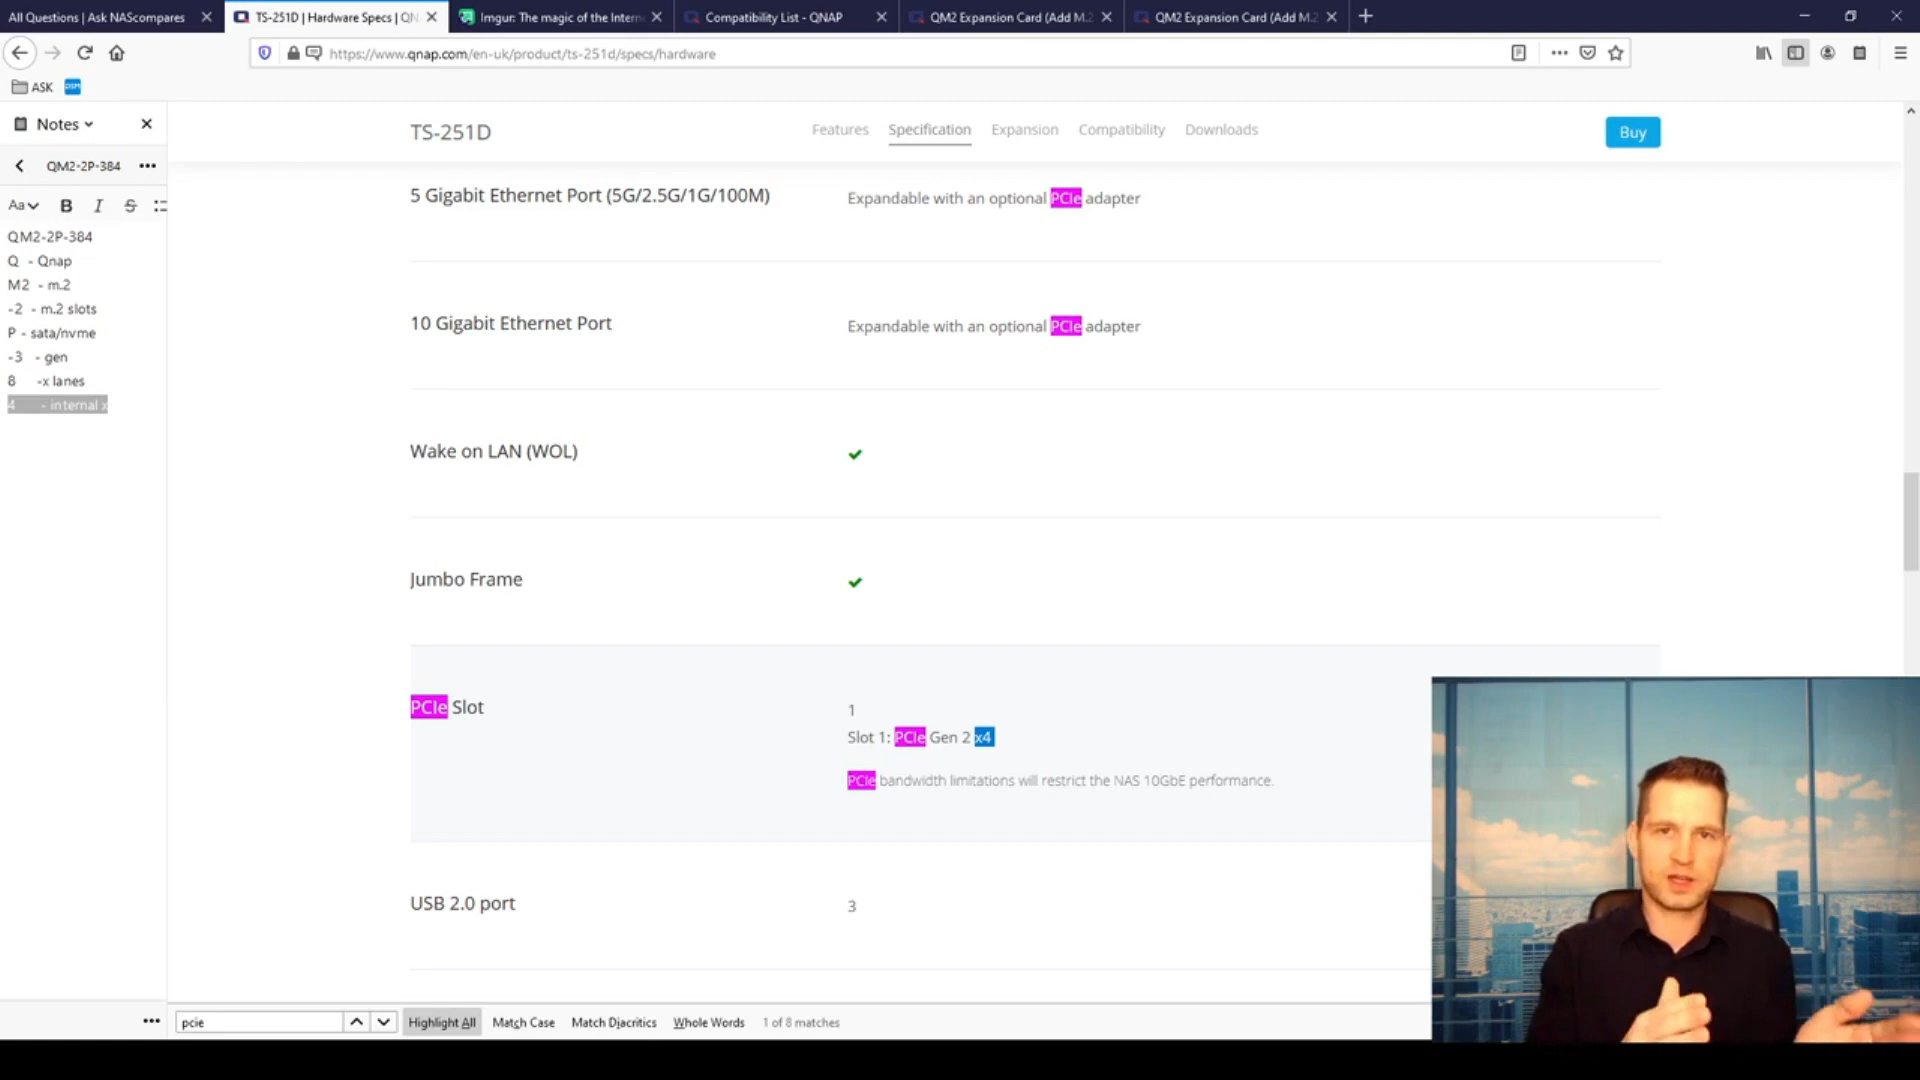 All Questions | Ask NAScompares
TS-251D | Hardware Specs | QN
Imgur: The magic of the Intern
Compatibility List - QNAP
QM2 Expansion Card (Add M.2
QM2 Expansion Card (Add M.2
https://www.qnap.com/en-uk/product/ts-251d/specs/hardware
ASK
DSM
Notes
QM2-2P-384
Aa B I S
QM2-2P-384
Q - Qnap
M2 - m.2
-2 - m.2 slots
P - sata/nvme
-3 - gen
8 -x lanes
4 - internal x
TS-251D
Features Specification Expansion Compatibility Downloads
Buy
5 Gigabit Ethernet Port (5G/2.5G/1G/100M)
Expandable with an optional PCIe adapter
10 Gigabit Ethernet Port
Expandable with an optional PCIe adapter
Wake on LAN (WOL)
Jumbo Frame
PCIe Slot
1
Slot 1: PCIe Gen 2 x4
PCIe bandwidth limitations will restrict the NAS 10GbE performance.
USB 2.0 port
3
pcie
Highlight All Match Case Match Diacritics Whole Words 1 of 8 matches